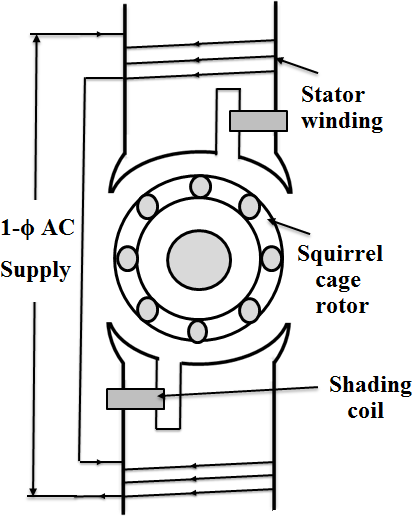 Stator
winding
1-ϕ AC
Supply
Squirrel
cage
rotor
Shading
coil